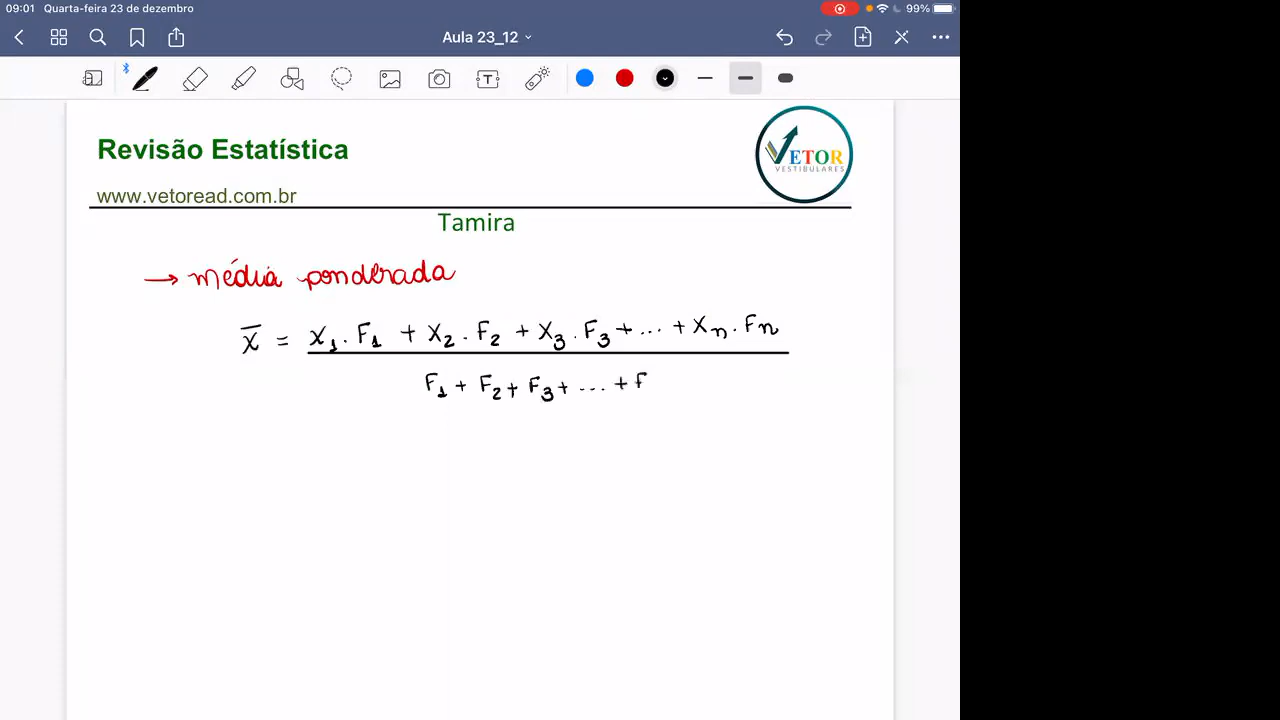 09:01 Quarta-feira 23 de dezembro 99%
Aula 23_12
T
Revisão Estatística
VETOR
VESTIBULARES
www.vetoread.com.br
Tamira
→ média ponderada
x̄ = x₁ . F₁ + x₂ . F₂ + x₃ . F₃ + ... + xₙ . Fₙ
F₁ + F₂ + F₃ + ... + F